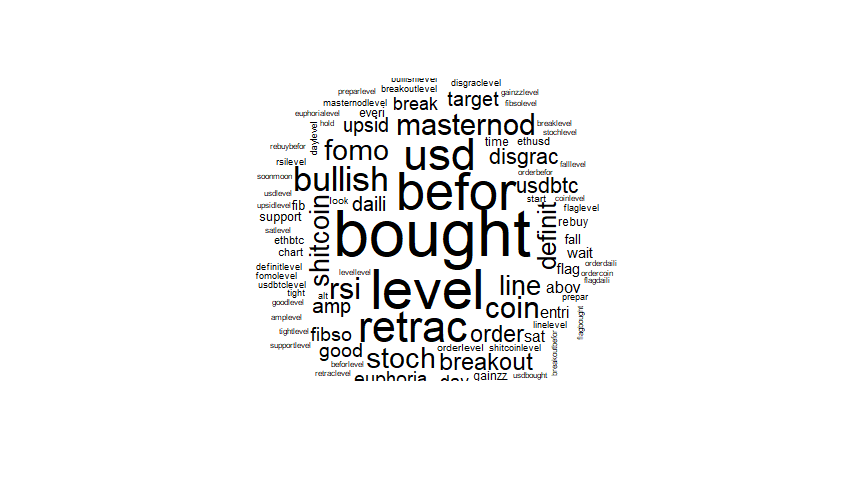 bullishlevel
disgraclevel
preparlevel
breakoutlevel
gainzzlevel
masternodlevel
break
target
fibsolevel
euphorialevel
everi
hold
upsid
masternod
breaklevel
stochlevel
daylevel
fomo
usd
time
ethusd
rebuybefor
disgrac
rsilevel
falllevel
soonmoon
bullish
befor
orderbefor
usdbtc
usdlevel
look
start
coinlevel
upsidlevel
fib
daili
flaglevel
support
shitcoin
bought
definit
rebuy
satlevel
ethbtc
fall
chart
wait
definitlevel
levellevel
flag
orderdaili
fomolevel
ordercoin
usdbtclevel
rsi
level
line
abov
flagdaili
tight
alt
prepar
goodlevel
amp
coin
entri
flagbought
amplevel
linelevel
tightlevel
fibso
retrac
order
sat
supportlevel
good
orderlevel
shitcoinlevel
breakoutbefor
stoch
breakout
beforlevel
retraclevel
euphoria
day
gainzz
usdbought